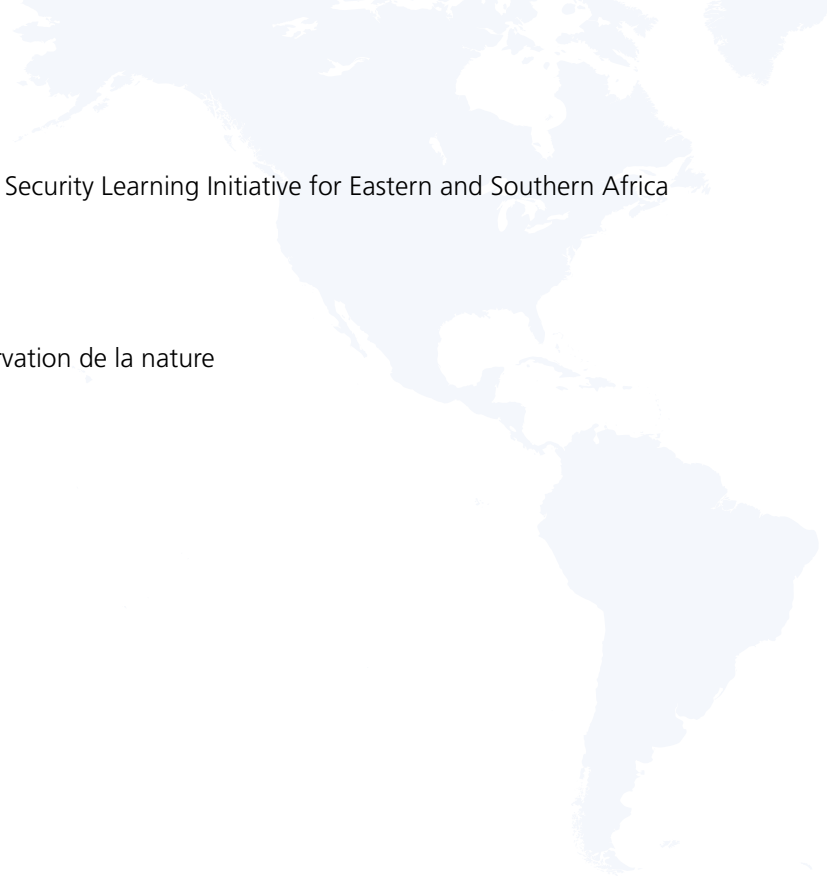 Security Learning Initiative for Eastern and Southern Africa
rvation de la nature